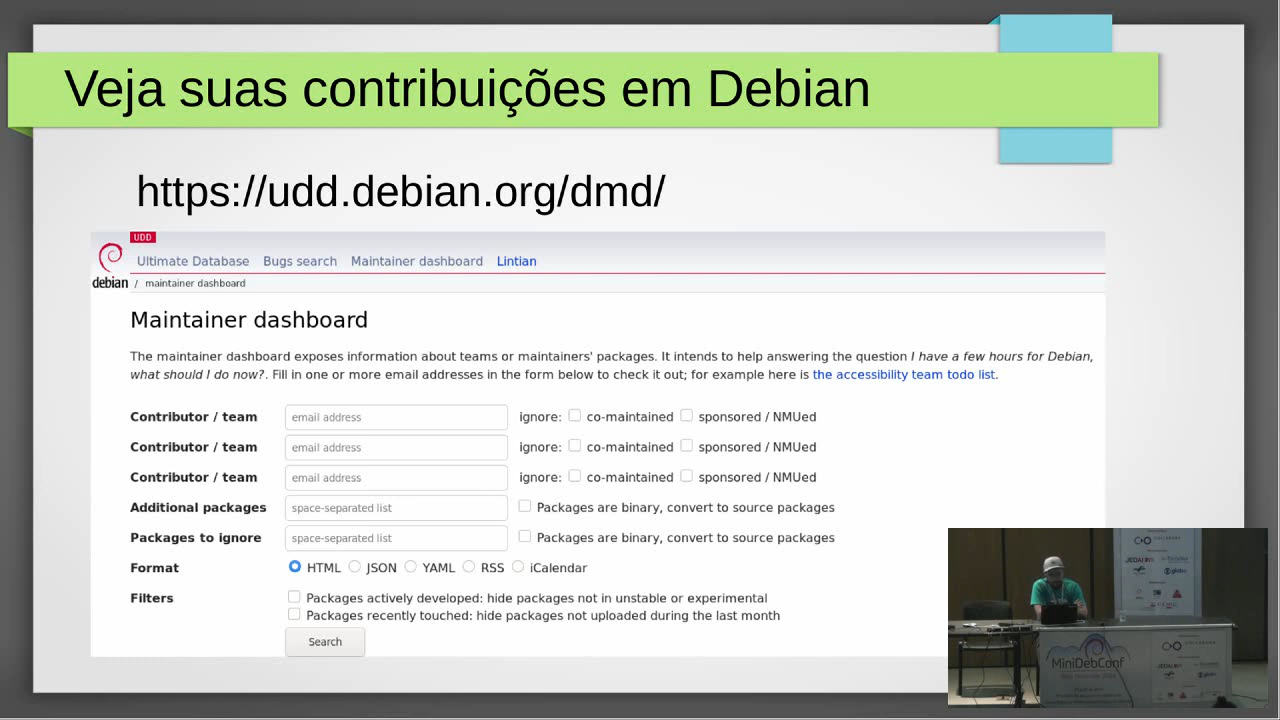 Veja suas contribuições em Debian
https://udd.debian.org/dmd/
UDD
Ultimate Database Bugs search Maintainer dashboard Lintian
debian / maintainer dashboard
Maintainer dashboard
The maintainer dashboard exposes information about teams or maintainers' packages. It intends to help answering the question I have a few hours for Debian,
what should I do now?. Fill in one or more email addresses in the form below to check it out; for example here is the accessibility team todo list.
Contributor / team email address ignore: co-maintained sponsored / NMUed
Contributor / team email address ignore: co-maintained sponsored / NMUed
Contributor / team email address ignore: co-maintained sponsored / NMUed
Additional packages space-separated list Packages are binary, convert to source packages
Packages to ignore space-separated list Packages are binary, convert to source packages
Format HTML JSON YAML RSS iCalendar
Filters Packages actively developed: hide packages not in unstable or experimental
Packages recently touched: hide packages not uploaded during the last month
Search
MiniDebConf
globo